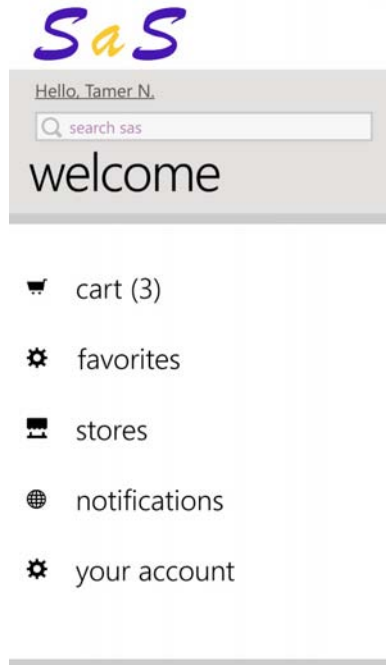 SaS
Hello, Tamer N.
search sas
welcome
cart (3)
favorites
stores
notifications
your account